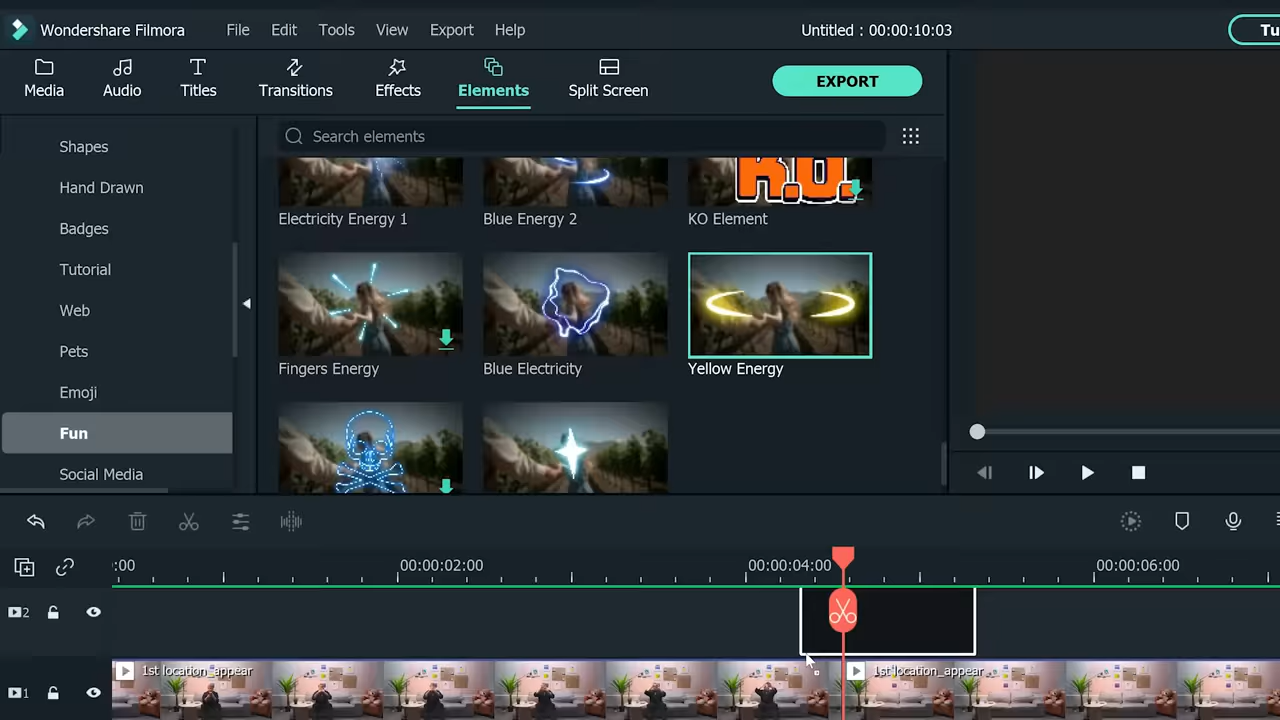 Wondershare Filmora File Edit Tools View Export Help Untitled : 00:00:10:03 Tu
Media Audio Titles Transitions Effects Elements Split Screen EXPORT
Search elements
Shapes
Hand Drawn
Badges
Tutorial
Web
Pets
Emoji
Fun
Social Media
K.O.
Electricity Energy 1 Blue Energy 2 KO Element
Fingers Energy Blue Electricity Yellow Energy
:00 00:00:02:00 00:00:04:00 00:00:06:00
2
1st location_appear 1st location_appear
1